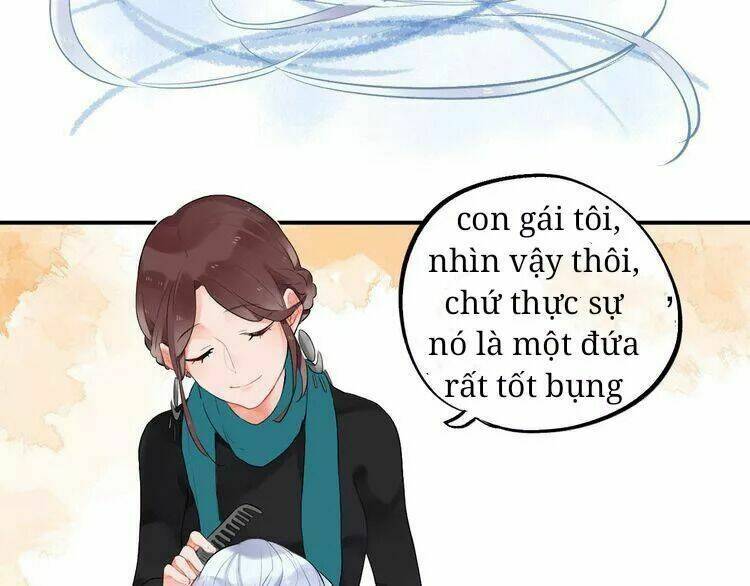 con gái tôi,
nhìn vậy thôi,
chứ thực sự
nó là một đứa
rất tốt bụng